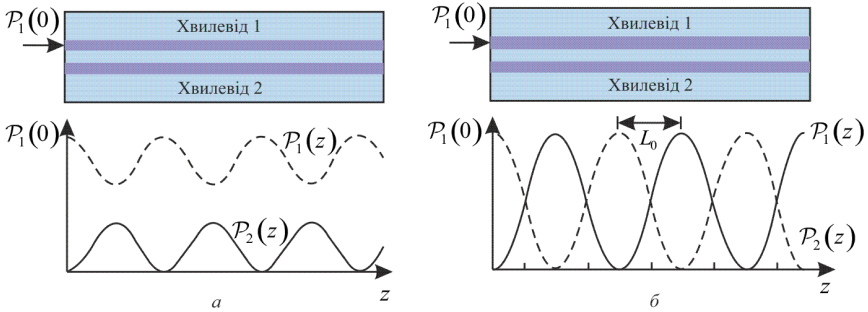 𝒫₁(0)
Хвилевід 1
Хвилевід 2
𝒫₁(0)
𝒫₁(z)
𝒫₂(z)
z
а
𝒫₁(0)
Хвилевід 1
Хвилевід 2
𝒫₁(0)
L₀
𝒫₁(z)
𝒫₂(z)
z
б